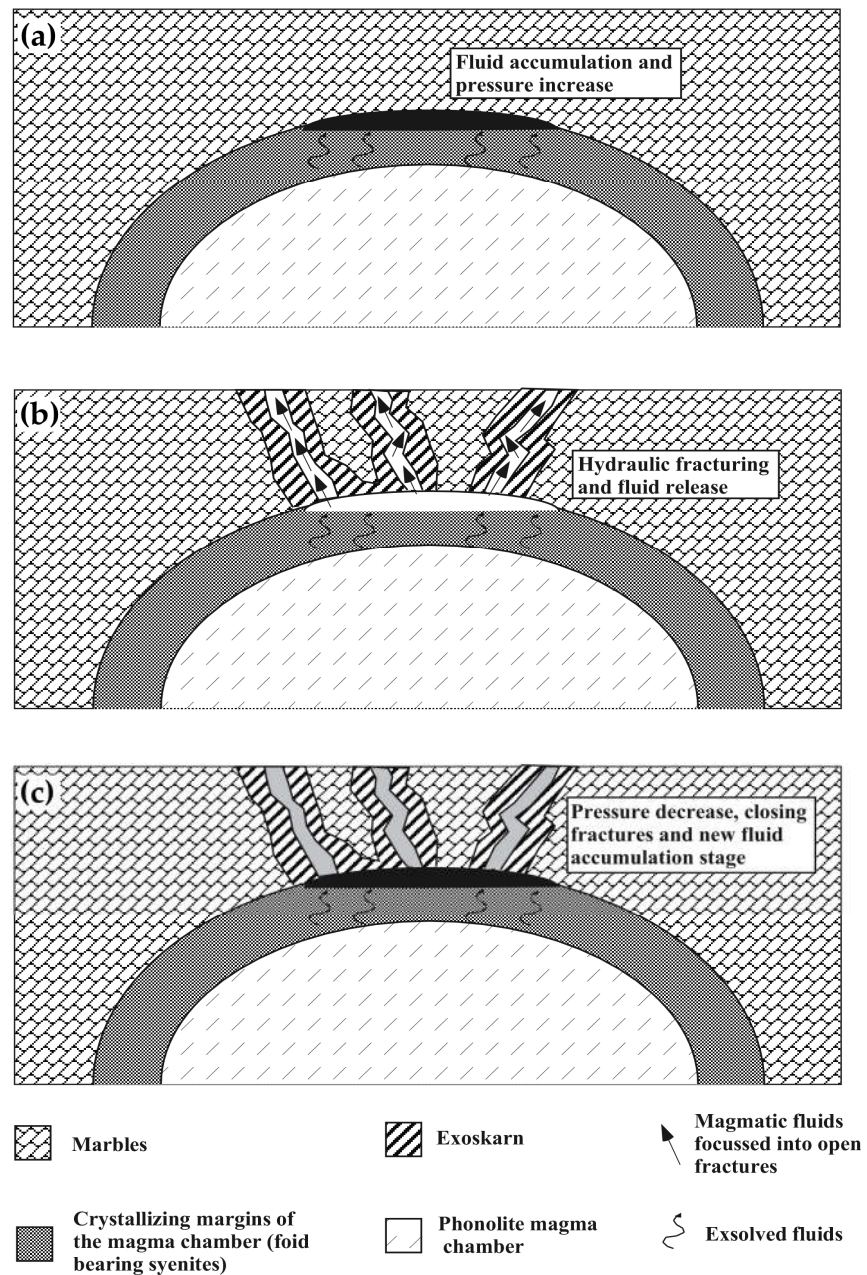 (a)
Fluid accumulation and
pressure increase
(b)
Hydraulic fracturing
and fluid release
(c)
Pressure decrease, closing
fractures and new fluid
accumulation stage
Marbles
Exoskarn
Magmatic fluids
focussed into open
fractures
Crystallizing margins of
the magma chamber (foid
bearing syenites)
Phonolite magma
chamber
Exsolved fluids